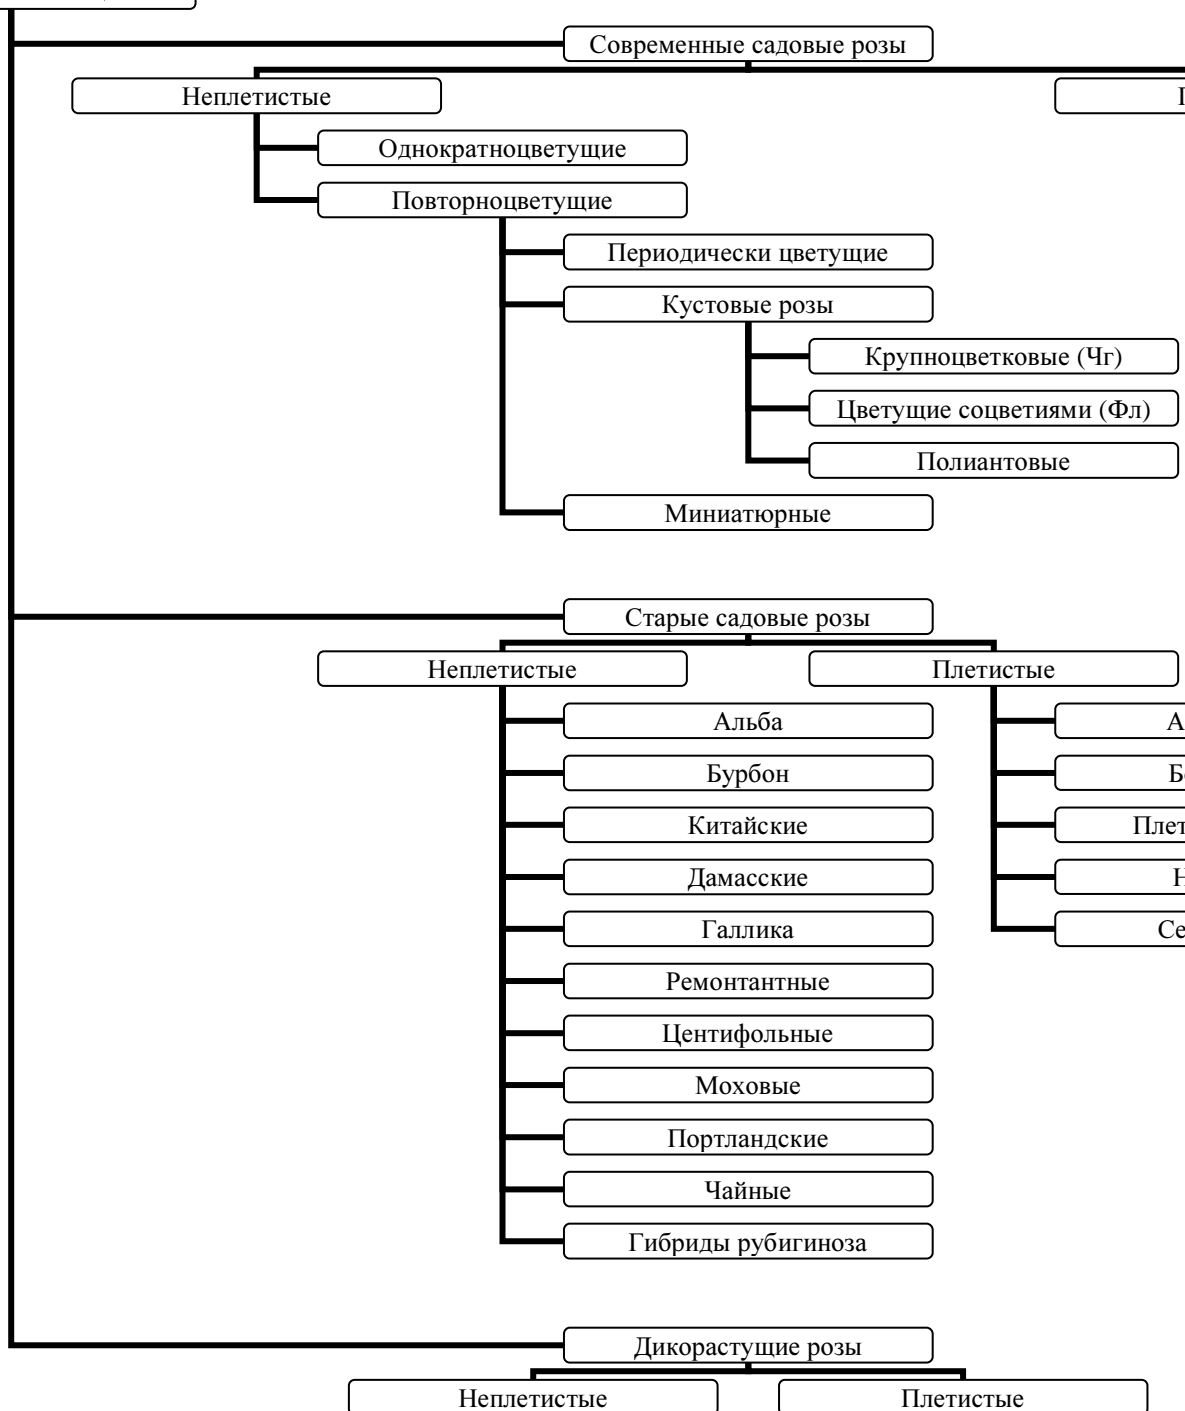 Современные садовые розы
Неплетистые
Однократноцветущие
Повторноцветущие
Периодически цветущие
Кустовые розы
Крупноцветковые (Чг)
Цветущие соцветиями (Фл)
Полиантовые
Миниатюрные
Старые садовые розы
Неплетистые
Плетистые
Альба
Бурбон
Китайские
Дамасские
Галлика
Ремонтантные
Центифольные
Моховые
Портландские
Чайные
Гибриды рубигиноза
Дикорастущие розы
Неплетистые
Плетистые